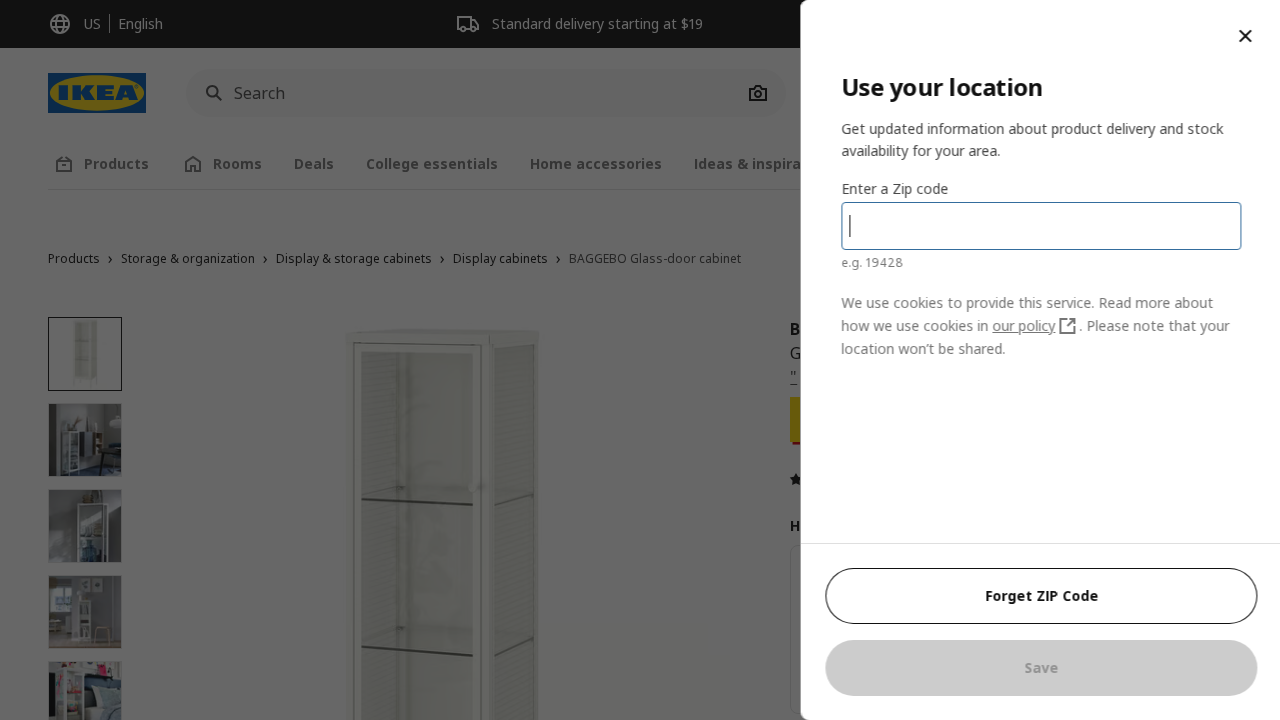 US
English
Standard delivery starting at $19
IKEA
Search
Products
Rooms
Deals
College essentials
Home accessories
Ideas & inspira
Products › Storage & organization › Display & storage cabinets › Display cabinets › BAGGEBO Glass-door cabinet
B
G
"
H
Use your location
Get updated information about product delivery and stock
availability for your area.
Enter a Zip code
e.g. 19428
We use cookies to provide this service. Read more about
how we use cookies in our policy . Please note that your
location won't be shared.
Forget ZIP Code
Save